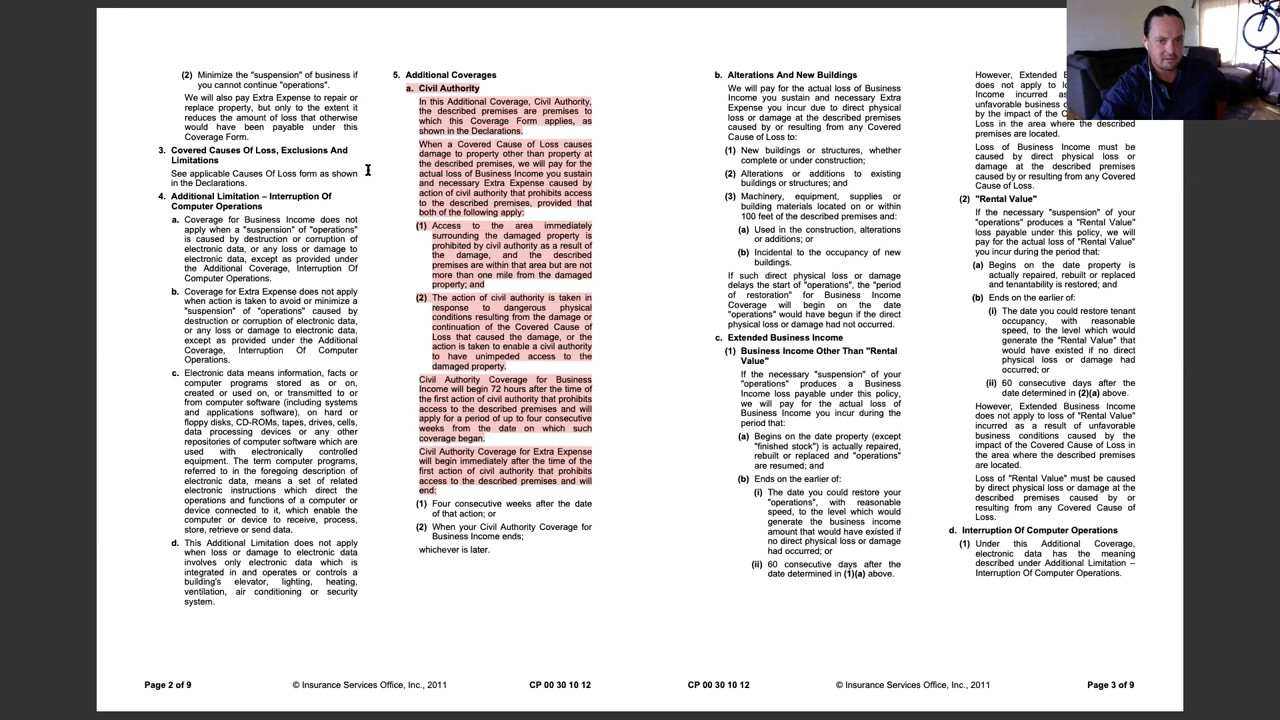 (2) Minimize the "suspension" of business if
you cannot continue "operations".
We will also pay Extra Expense to repair or
replace property, but only to the extent it
reduces the amount of loss that otherwise
would have been payable under this
Coverage Form.
3. Covered Causes Of Loss, Exclusions And
Limitations
See applicable Causes Of Loss form as shown
in the Declarations.
4. Additional Limitation – Interruption Of
Computer Operations
a. Coverage for Business Income does not
apply when a "suspension" of "operations"
is caused by destruction or corruption of
electronic data, or any loss or damage to
electronic data, except as provided under
the Additional Coverage, Interruption Of
Computer Operations.
b. Coverage for Extra Expense does not apply
when action is taken to avoid or minimize a
"suspension" of "operations" caused by
destruction or corruption of electronic data,
or any loss or damage to electronic data,
except as provided under the Additional
Coverage, Interruption Of Computer
Operations.
c. Electronic data means information, facts or
computer programs stored as or on,
created or used on, or transmitted to or
from computer software (including systems
and applications software), on hard or
floppy disks, CD-ROMs, tapes, drives, cells,
data processing devices or any other
repositories of computer software which are
used with electronically controlled
equipment. The term computer programs,
referred to in the foregoing description of
electronic data, means a set of related
electronic instructions which direct the
operations and functions of a computer or
device connected to it, which enable the
computer or device to receive, process,
store, retrieve or send data.
d. This Additional Limitation does not apply
when loss or damage to electronic data
involves only electronic data which is
integrated in and operates or controls a
building's elevator, lighting, heating,
ventilation, air conditioning or security
system.
5. Additional Coverages
a. Civil Authority
In this Additional Coverage, Civil Authority,
the described premises are premises to
which this Coverage Form applies, as
shown in the Declarations.
When a Covered Cause of Loss causes
damage to property other than property at
the described premises, we will pay for the
actual loss of Business Income you sustain
and necessary Extra Expense caused by
action of civil authority that prohibits access
to the described premises, provided that
both of the following apply:
(1) Access to the area immediately
surrounding the damaged property is
prohibited by civil authority as a result of
the damage, and the described
premises are within that area but are not
more than one mile from the damaged
property; and
(2) The action of civil authority is taken in
response to dangerous physical
conditions resulting from the damage or
continuation of the Covered Cause of
Loss that caused the damage, or the
action is taken to enable a civil authority
to have unimpeded access to the
damaged property.
Civil Authority Coverage for Business
Income will begin 72 hours after the time of
the first action of civil authority that prohibits
access to the described premises and will
apply for a period of up to four consecutive
weeks from the date on which such
coverage began.
Civil Authority Coverage for Extra Expense
will begin immediately after the time of the
first action of civil authority that prohibits
access to the described premises and will
end:
(1) Four consecutive weeks after the date
of that action; or
(2) When your Civil Authority Coverage for
Business Income ends;
whichever is later.
Page 2 of 9 © Insurance Services Office, Inc., 2011 CP 00 30 10 12
b. Alterations And New Buildings
We will pay for the actual loss of Business
Income you sustain and necessary Extra
Expense you incur due to direct physical
loss or damage at the described premises
caused by or resulting from any Covered
Cause of Loss to:
(1) New buildings or structures, whether
complete or under construction;
(2) Alterations or additions to existing
buildings or structures; and
(3) Machinery, equipment, supplies or
building materials located on or within
100 feet of the described premises and:
(a) Used in the construction, alterations
or additions; or
(b) Incidental to the occupancy of new
buildings.
If such direct physical loss or damage
delays the start of "operations", the "period
of restoration" for Business Income
Coverage will begin on the date
"operations" would have begun if the direct
physical loss or damage had not occurred.
c. Extended Business Income
(1) Business Income Other Than "Rental
Value"
If the necessary "suspension" of your
"operations" produces a Business
Income loss payable under this policy,
we will pay for the actual loss of
Business Income you incur during the
period that:
(a) Begins on the date property (except
"finished stock") is actually repaired,
rebuilt or replaced and "operations"
are resumed; and
(b) Ends on the earlier of:
(i) The date you could restore your
"operations", with reasonable
speed, to the level which would
generate the business income
amount that would have existed if
no direct physical loss or damage
had occurred; or
(ii) 60 consecutive days after the
date determined in (1)(a) above.
However, Extended
does not apply to
Income incurred as
unfavorable business
by the impact of the
Loss in the area where the described
premises are located.
Loss of Business Income must be
caused by direct physical loss or
damage at the described premises
caused by or resulting from any Covered
Cause of Loss.
(2) "Rental Value"
If the necessary "suspension" of your
"operations" produces a "Rental Value"
loss payable under this policy, we will
pay for the actual loss of "Rental Value"
you incur during the period that:
(a) Begins on the date property is
actually repaired, rebuilt or replaced
and tenantability is restored; and
(b) Ends on the earlier of:
(i) The date you could restore tenant
occupancy, with reasonable
speed, to the level which would
generate the "Rental Value" that
would have existed if no direct
physical loss or damage had
occurred; or
(ii) 60 consecutive days after the
date determined in (2)(a) above.
However, Extended Business Income
does not apply to loss of "Rental Value"
incurred as a result of unfavorable
business conditions caused by the
impact of the Covered Cause of Loss in
the area where the described premises
are located.
Loss of "Rental Value" must be caused
by direct physical loss or damage at the
described premises caused by or
resulting from any Covered Cause of
Loss.
d. Interruption Of Computer Operations
(1) Under this Additional Coverage,
electronic data has the meaning
described under Additional Limitation –
Interruption Of Computer Operations.
CP 00 30 10 12 © Insurance Services Office, Inc., 2011 Page 3 of 9